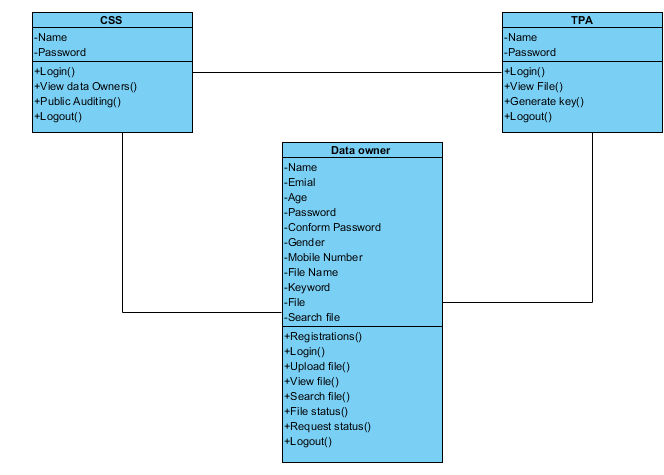 CSS
-Name
-Password
+Login()
+View data Owners()
+Public Auditing()
+Logout()
TPA
-Name
-Password
+Login()
+View File()
+Generate key()
+Logout()
Data owner
-Name
-Emial
-Age
-Password
-Conform Password
-Gender
-Mobile Number
-File Name
-Keyword
-File
-Search file
+Registrations()
+Login()
+Upload file()
+View file()
+Search file()
+File status()
+Request status()
+Logout()